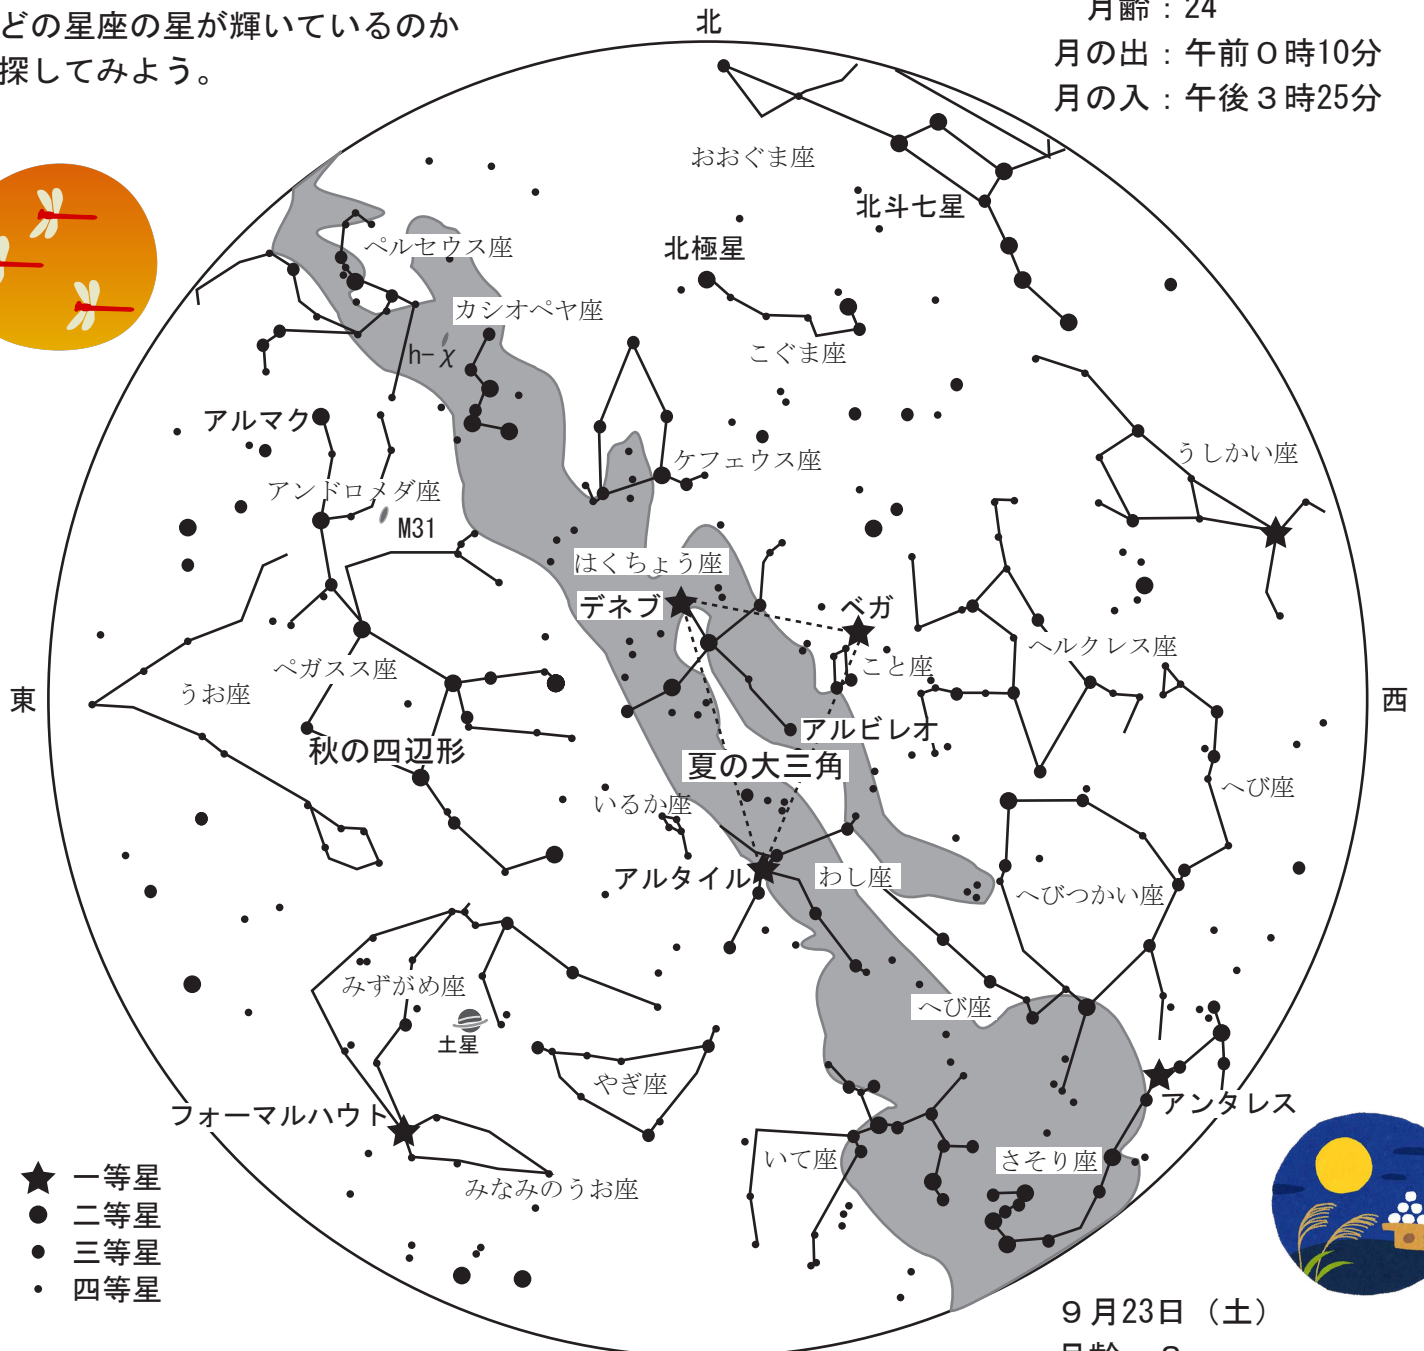 どの星座の星が輝いているのか
探してみよう。
月齢：24
月の出：午前０時10分
月の入：午後３時25分
北
おおぐま座
北斗七星
北極星
ペルセウス座
カシオペヤ座
h-χ
こぐま座
アルマク
ケフェウス座
うしかい座
アンドロメダ座
M31
はくちょう座
デネブ
ベガ
ヘルクレス座
ペガスス座
こと座
東
うお座
西
アルビレオ
秋の四辺形
夏の大三角
へび座
いるか座
アルタイル
わし座
へびつかい座
みずがめ座
へび座
土星
やぎ座
フォーマルハウト
アンタレス
いて座
さそり座
みなみのうお座
一等星
二等星
三等星
四等星
９月23日（土）